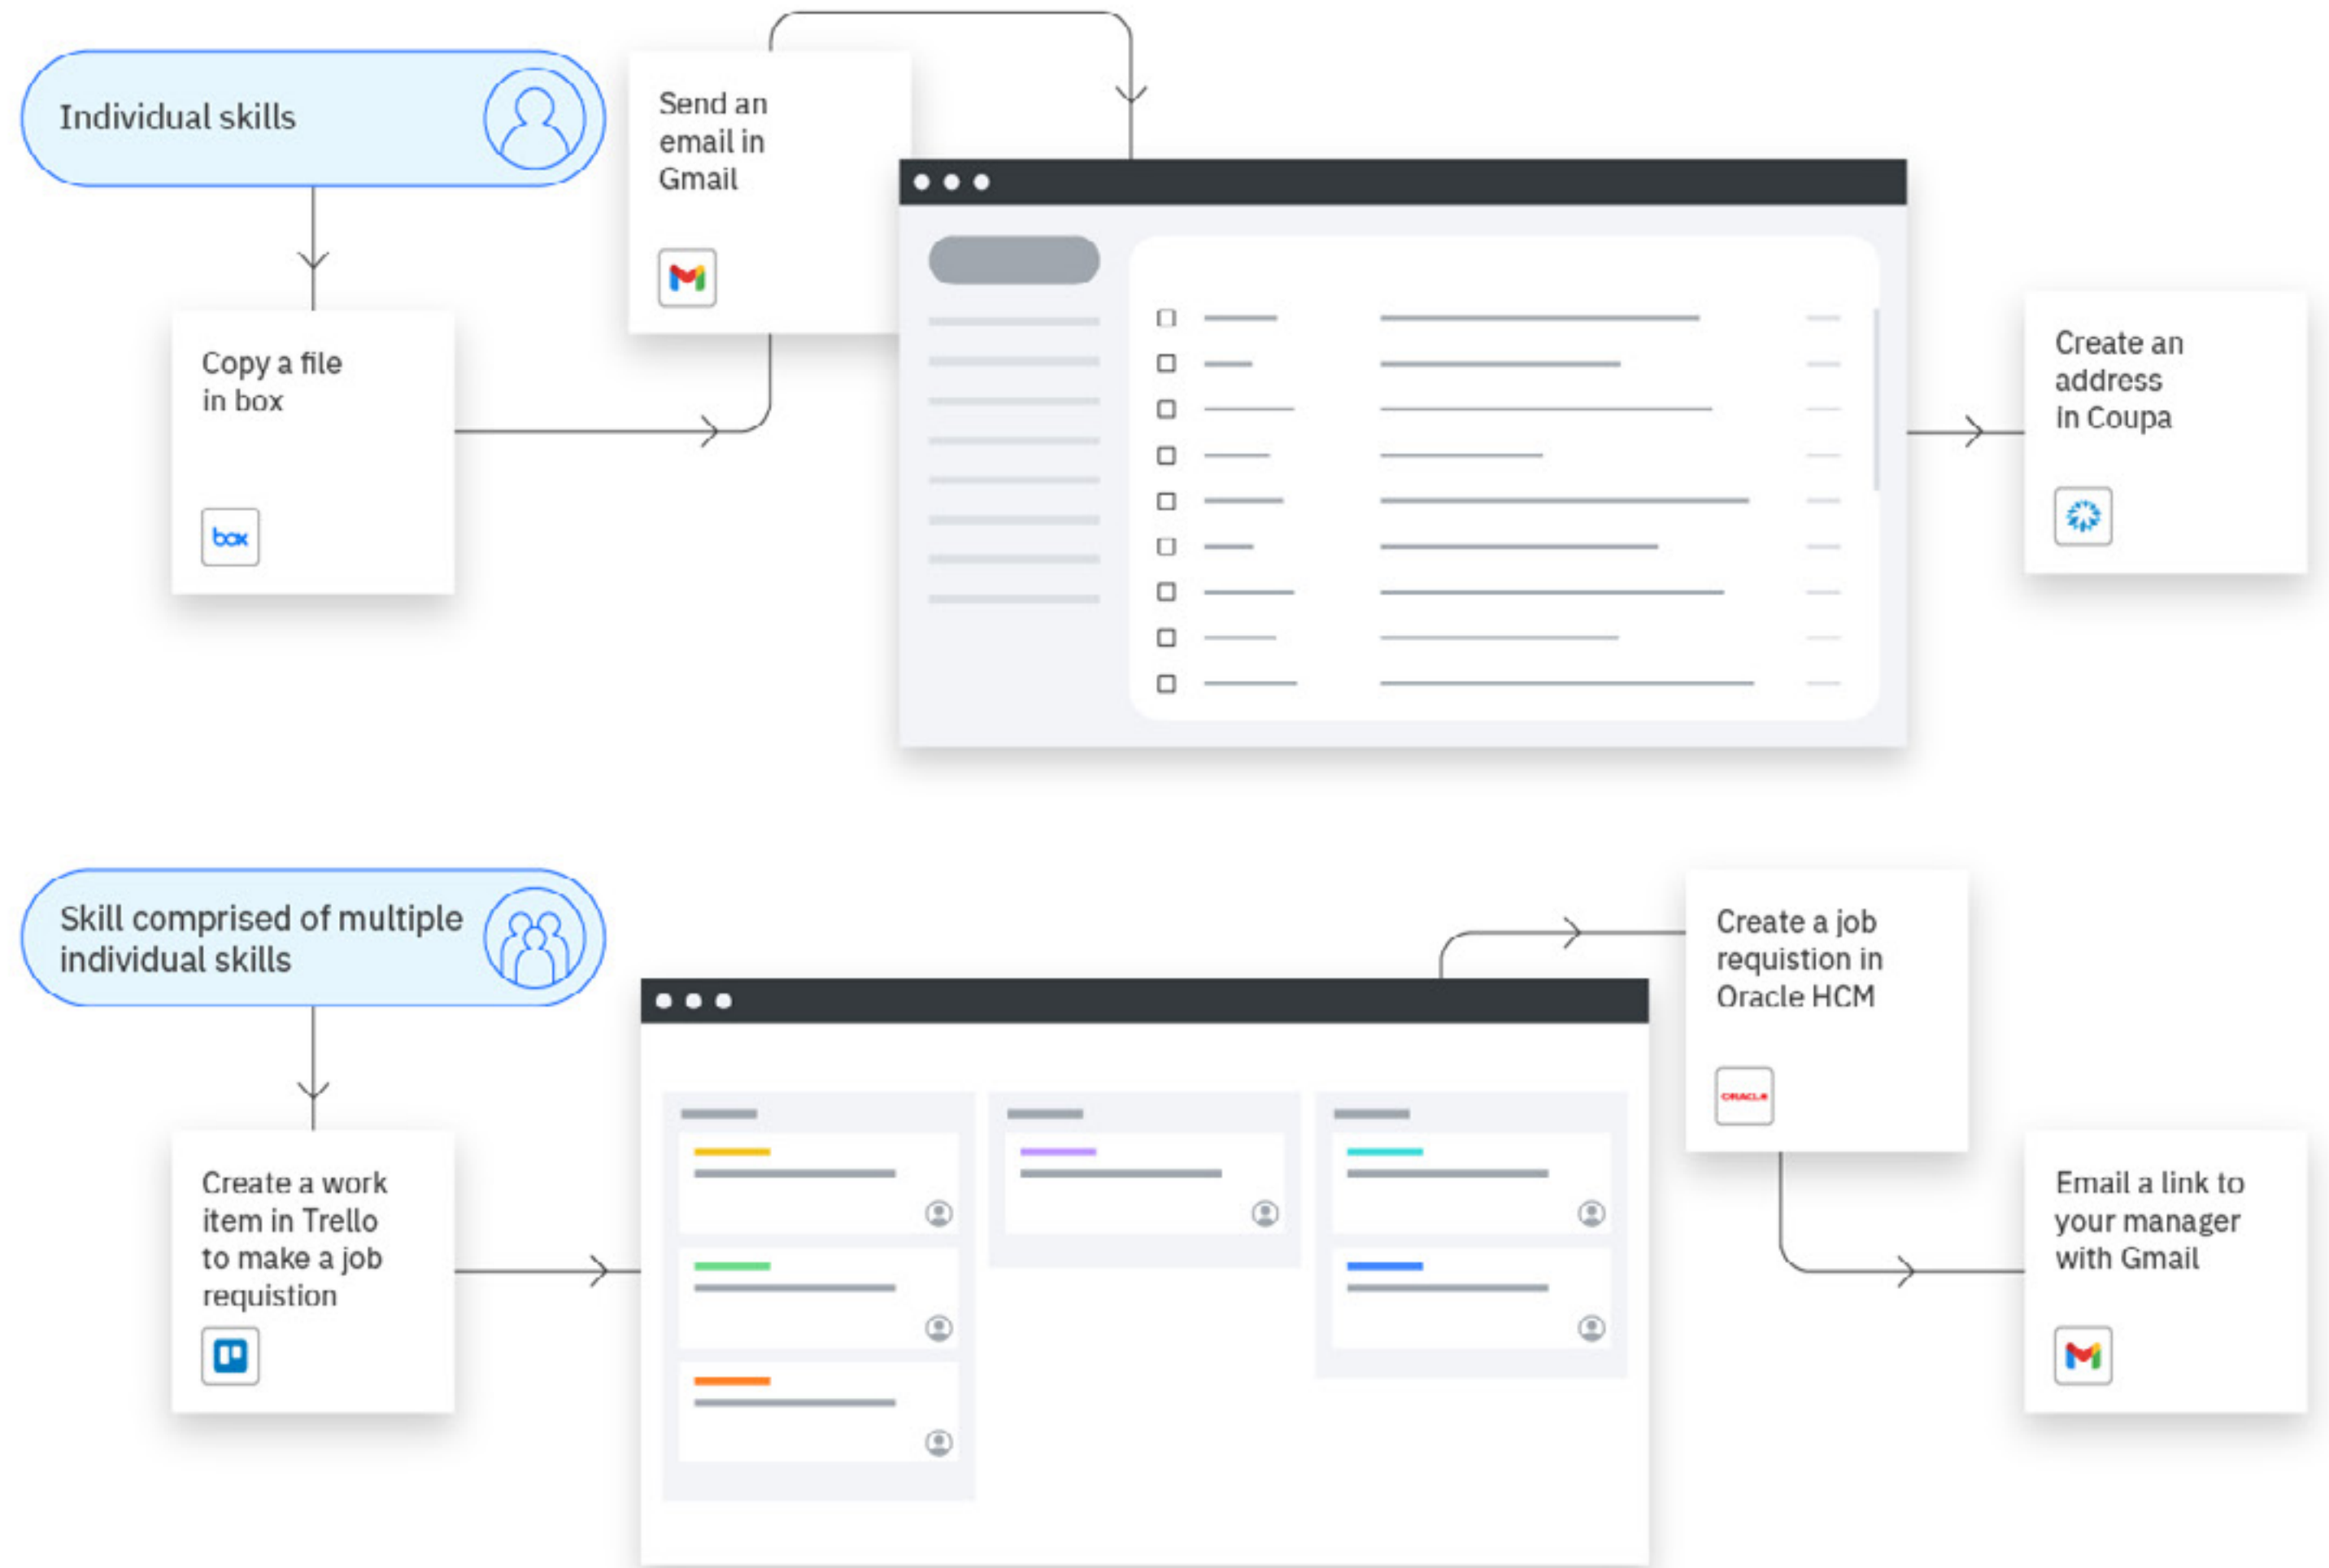 Individual skills
Send an
email in
Gmail
Copy a file
in box
box
Create an
address
in Coupa
Skill comprised of multiple
individual skills
Create a job
requistion in
Oracle HCM
ORACLE
Create a work
item in Trello
to make a job
requistion
Email a link to
your manager
with Gmail